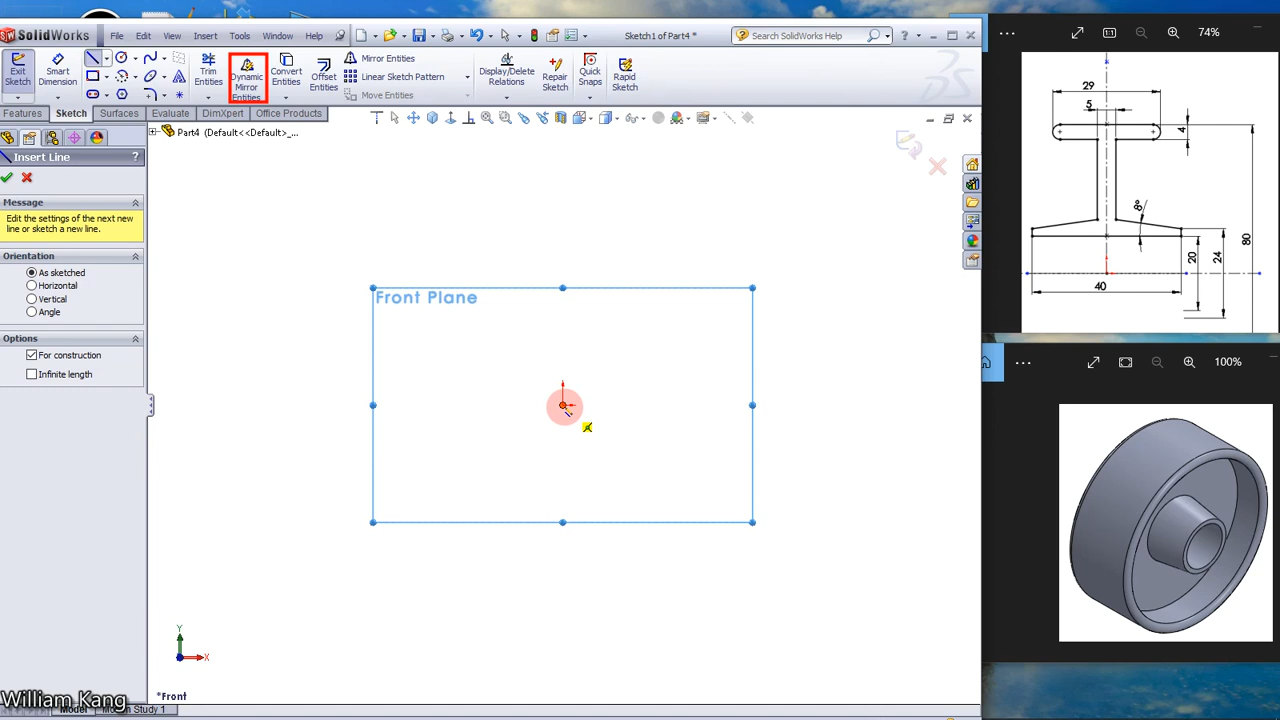 SolidWorks File Edit View Insert Tools Window Help Sketch1 of Part4 * Search SolidWorks Help
Exit Sketch
Smart Dimension
Trim Entities
Dynamic Mirror Entities
Convert Entities
Offset Entities
Mirror Entities
Linear Sketch Pattern
Move Entities
Display/Delete Relations
Repair Sketch
Quick Snaps
Rapid Sketch
Features Sketch Surfaces Evaluate DimXpert Office Products
Part4 (Default<<Default>_...
Insert Line ?
Message
Edit the settings of the next new line or sketch a new line.
Orientation
As sketched
Horizontal
Vertical
Angle
Options
For construction
Infinite length
Front Plane
Y
X
*Front
William Kang
Model
74%
29
5
4
8°
80
20
24
40
100%